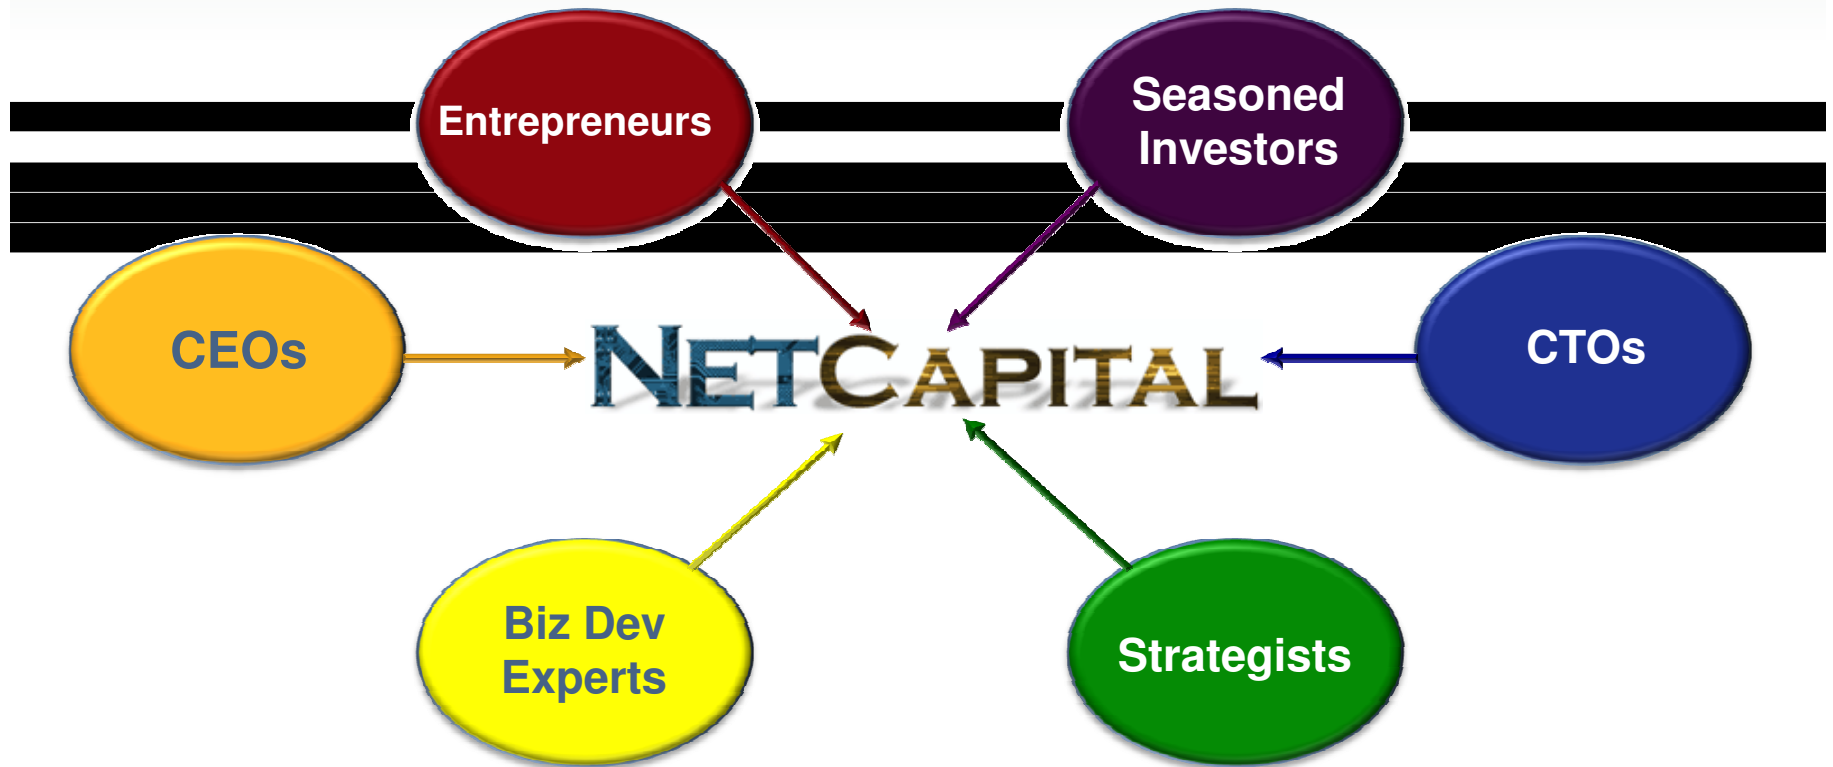 Entrepreneurs
Seasoned
Investors
CEOs
NETCAPITAL
CTOs
Biz Dev
Experts
Strategists